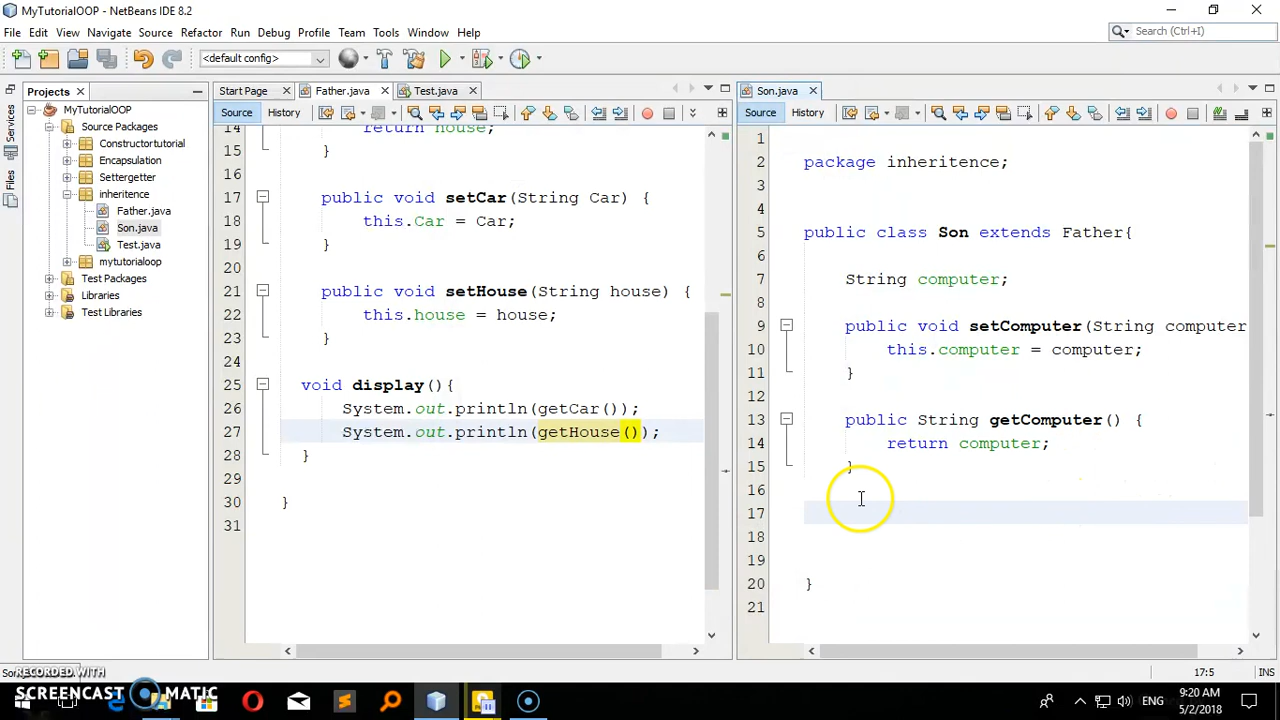 MyTutorialOOP - NetBeans IDE 8.2
File Edit View Navigate Source Refactor Run Debug Profile Team Tools Window Help
Search (Ctrl+I)
<default config>
Projects
Services
Files
MyTutorialOOP
Source Packages
Constructortutorial
Encapsulation
Settergetter
inheritence
Father.java
Son.java
Test.java
mytutorialoop
Test Packages
Libraries
Test Libraries
Start Page Father.java Test.java
Source History
14 return house;
15 }
16
17 public void setCar(String Car) {
18 this.Car = Car;
19 }
20
21 public void setHouse(String house) {
22 this.house = house;
23 }
24
25 void display(){
26 System.out.println(getCar());
27 System.out.println(getHouse());
28 }
29
30 }
31
Son.java
Source History
1
2 package inheritence;
3
4
5 public class Son extends Father{
6
7 String computer;
8
9 public void setComputer(String computer
10 this.computer = computer;
11 }
12
13 public String getComputer() {
14 return computer;
15 }
16
17
18
19
20 }
21
17:5 INS
RECORDED WITH
SCREENCAST MATIC
ENG
9:20 AM
5/2/2018